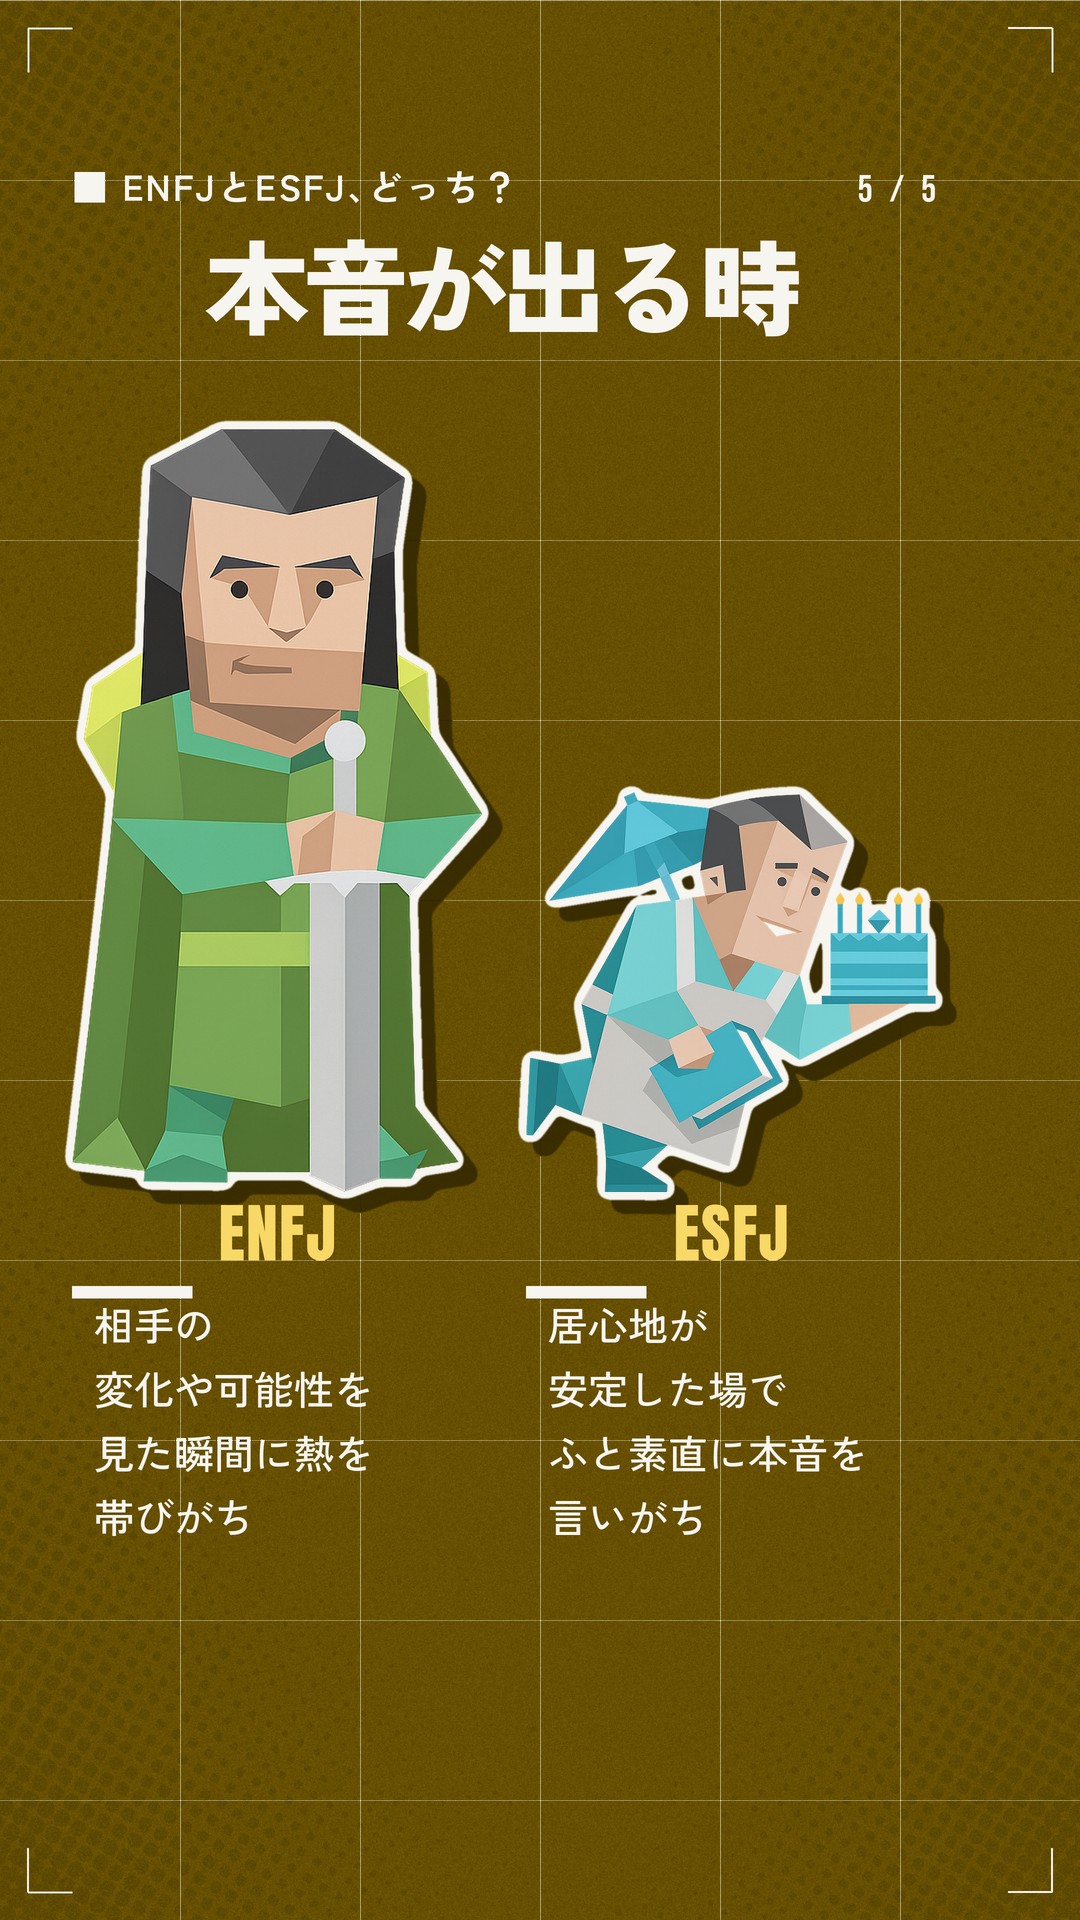 ENFJとESFJ、どっち？
5 / 5
本音が出る時
ENFJ
相手の
変化や可能性を
見た瞬間に熱を
帯びがち
ESFJ
居心地が
安定した場で
ふと素直に本音を
言いがち